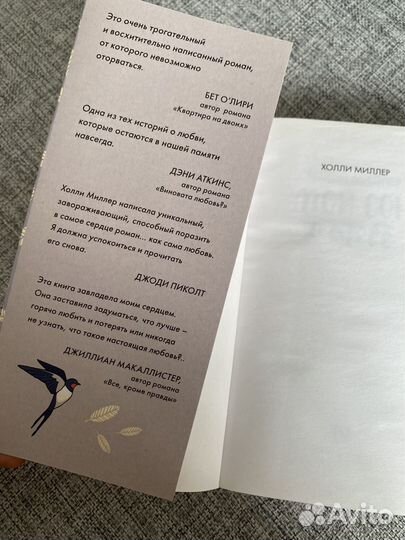 Это очень трогательный
и восхитительно написанный роман,
от которого невозможно
оторваться.
БЕТ О'ЛИРИ
автор романа
«Квартира на двоих»
Одна из тех историй о любви,
которые остаются в нашей памяти
навсегда.
ДЭНИ АТКИНС,
автор романа
«Виновата любовь?»
Холли Миллер написала уникальный,
завораживающий, способный поразить
в самое сердце роман... как сама любовь.
Я должна успокоиться и прочитать
его снова.
ДЖОДИ ПИКОЛТ
Эта книга завладела моим сердцем.
Она заставила задуматься, что лучше –
горячо любить и потерять или никогда
не узнать, что такое настоящая любовь?..
ДЖИЛЛИАН МАКАЛЛИСТЕР,
автор романа
«Все, кроме правды»
ХОЛЛИ МИЛЛЕР
Avito